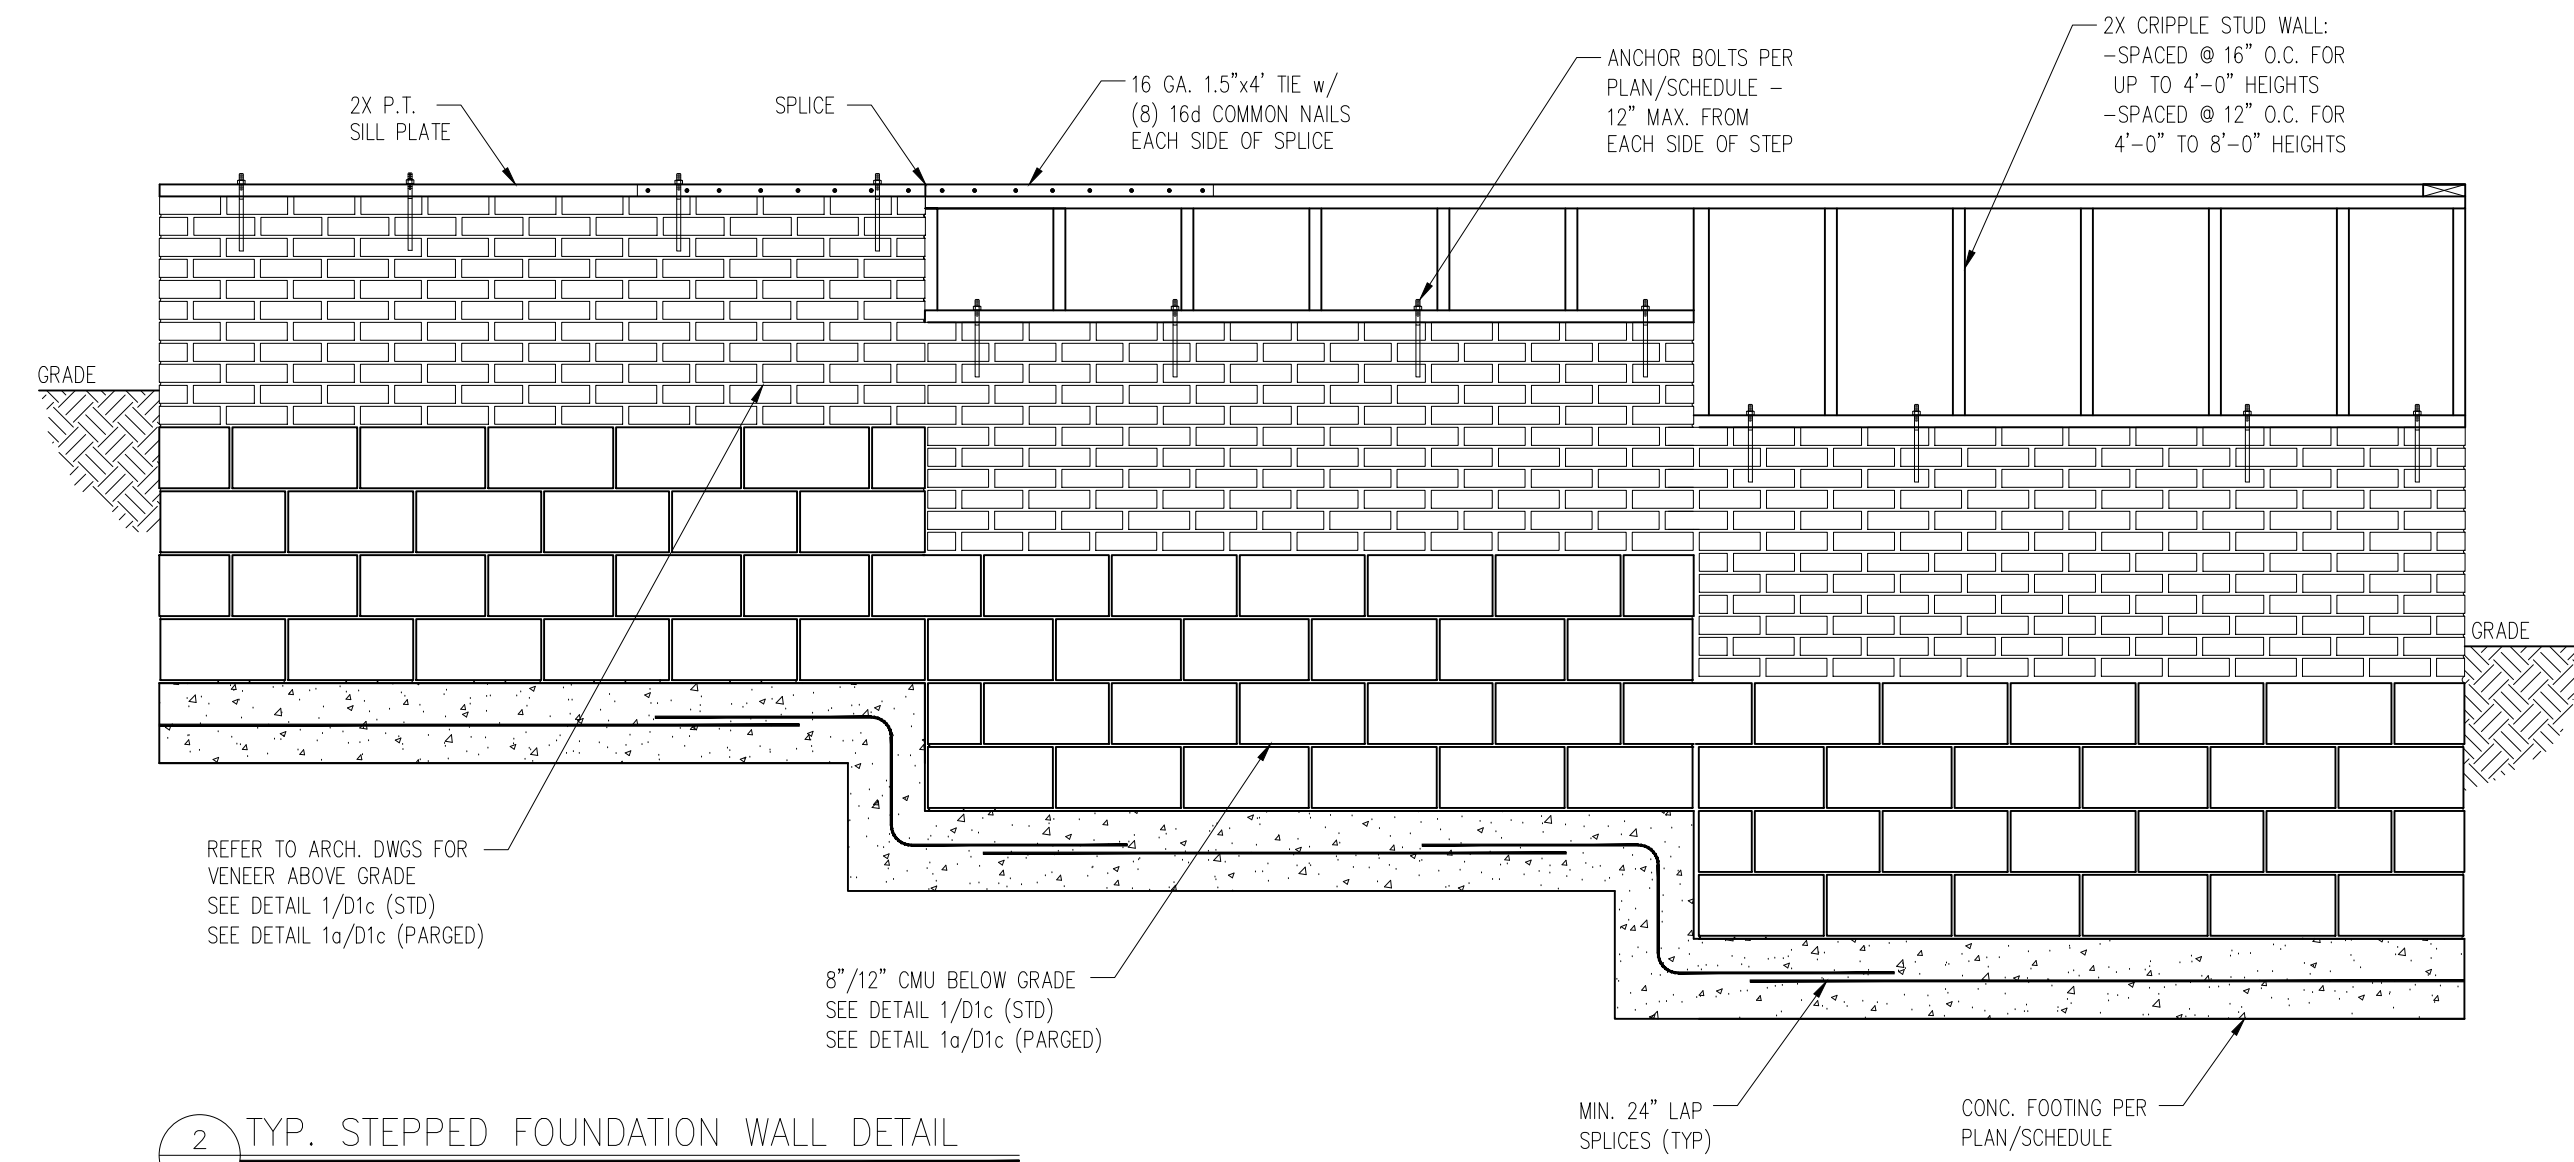 2X P.T.
SILL PLATE
SPLICE
16 GA. 1.5"x4' TIE w/
(8) 16d COMMON NAILS
EACH SIDE OF SPLICE
ANCHOR BOLTS PER
PLAN/SCHEDULE -
12" MAX. FROM
EACH SIDE OF STEP
2X CRIPPLE STUD WALL:
-SPACED @ 16" O.C. FOR
UP TO 4'-0" HEIGHTS
-SPACED @ 12" O.C. FOR
4'-0" TO 8'-0" HEIGHTS
GRADE
GRADE
REFER TO ARCH. DWGS FOR
VENEER ABOVE GRADE
SEE DETAIL 1/D1c (STD)
SEE DETAIL 1a/D1c (PARGED)
8"/12" CMU BELOW GRADE
SEE DETAIL 1/D1c (STD)
SEE DETAIL 1a/D1c (PARGED)
MIN. 24" LAP
SPLICES (TYP)
CONC. FOOTING PER
PLAN/SCHEDULE
2 TYP. STEPPED FOUNDATION WALL DETAIL